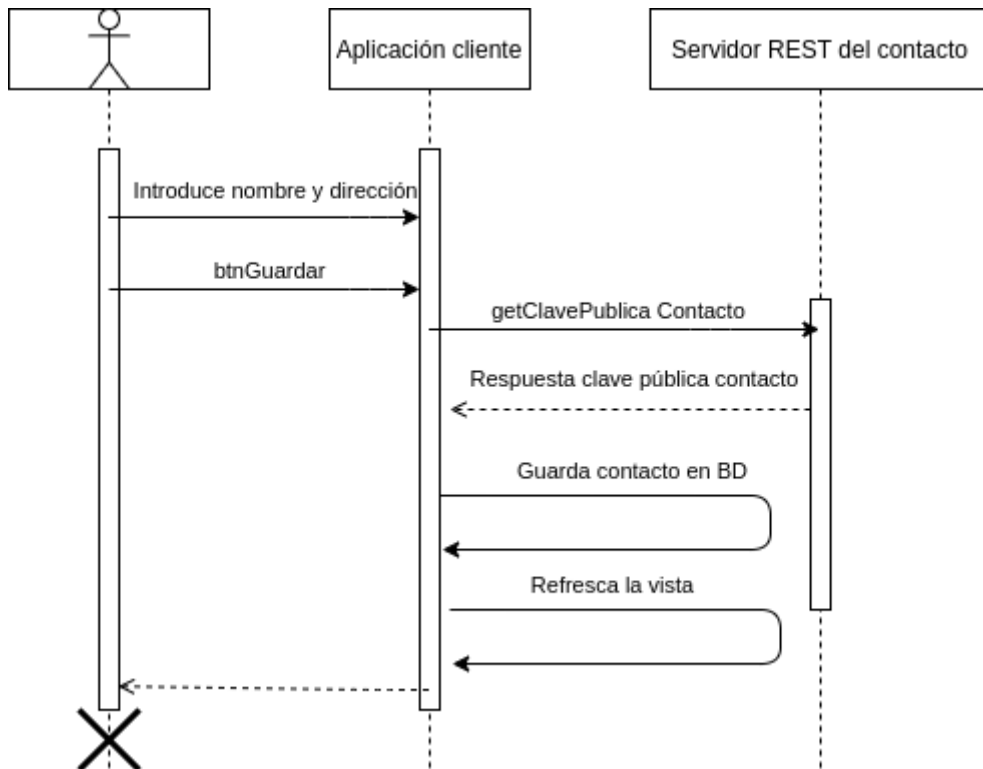 Aplicación cliente
Servidor REST del contacto
Introduce nombre y dirección
btnGuardar
getClavePublica Contacto
Respuesta clave pública contacto
Guarda contacto en BD
Refresca la vista